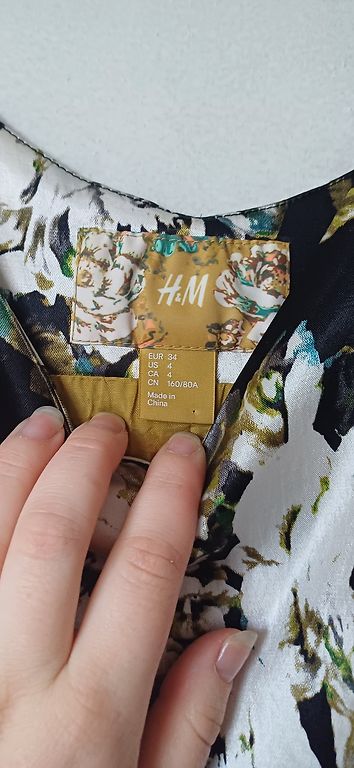 H&M
EUR 34
US 4
CA 4
CN 160/80A
Made in
China